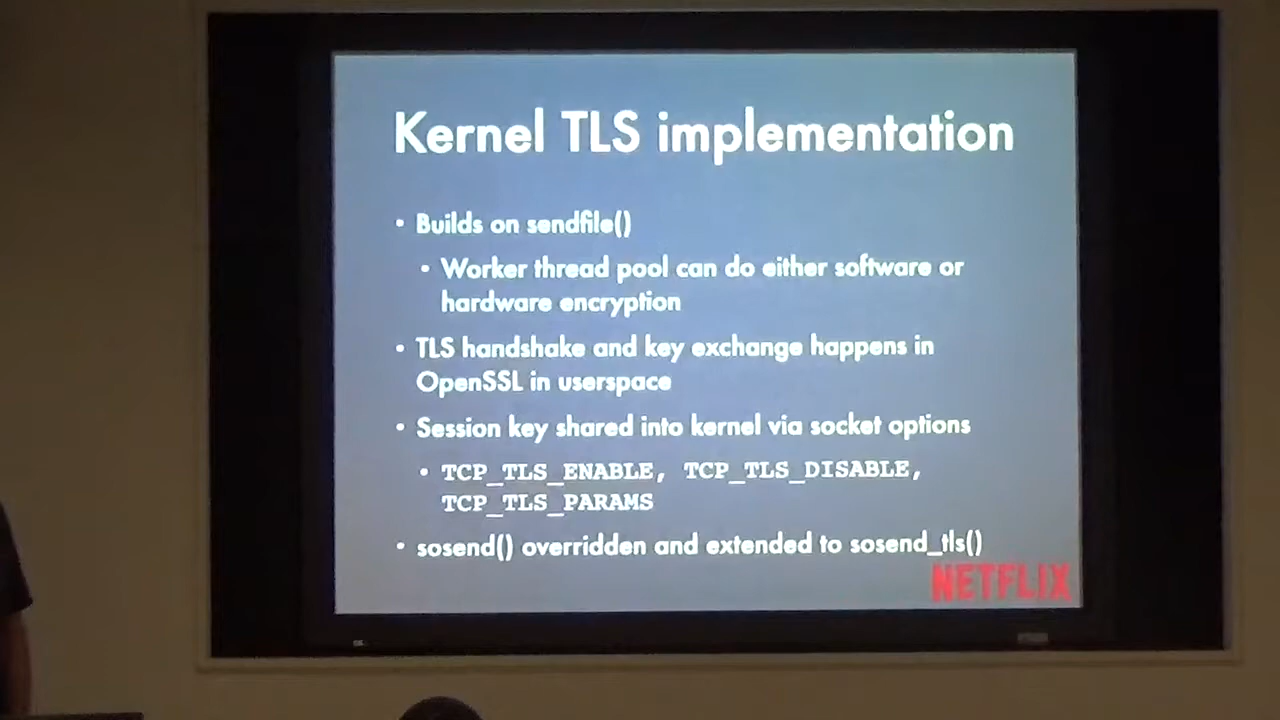 Kernel TLS implementation
• Builds on sendfile()
• Worker thread pool can do either software or
hardware encryption
• TLS handshake and key exchange happens in
OpenSSL in userspace
• Session key shared into kernel via socket options
• TCP_TLS_ENABLE, TCP_TLS_DISABLE,
TCP_TLS_PARAMS
• sosend() overridden and extended to sosend_tls()
NETFLIX